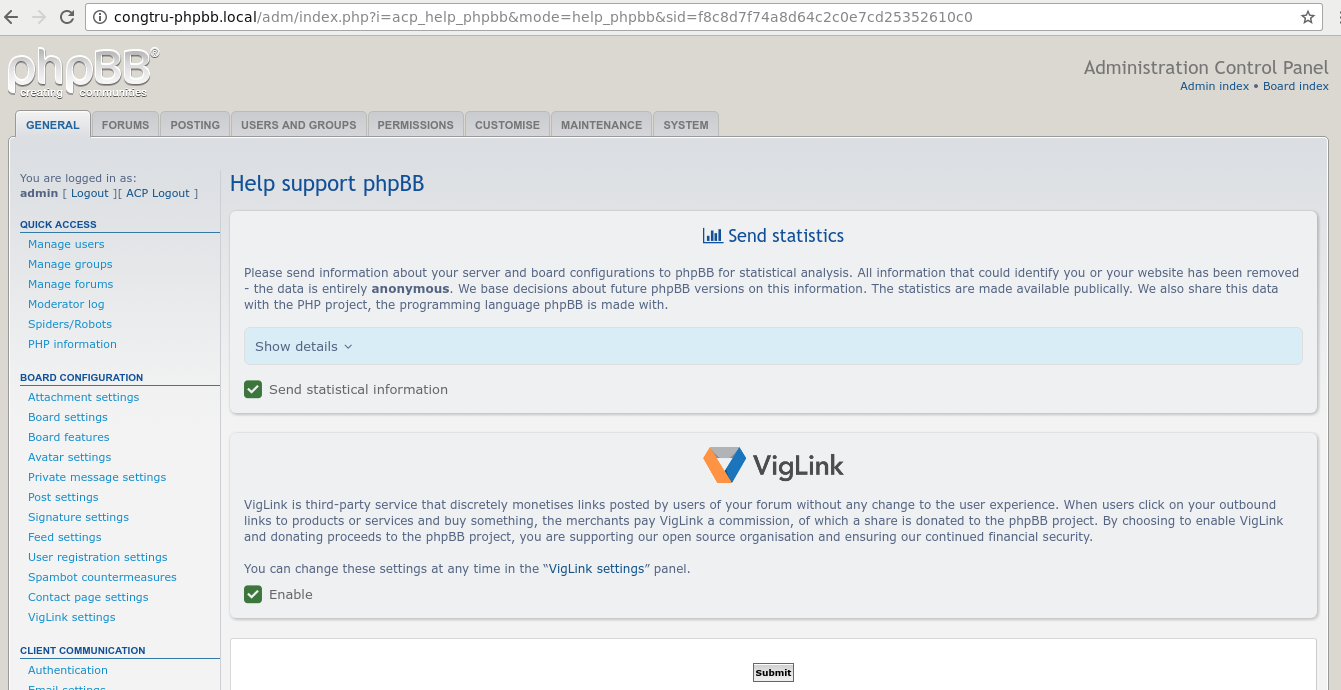 congtru-phpbb.local/adm/index.php?i=acp_help_phpbb&mode=help_phpbb&sid=f8c8d7f74a8d64c2c0e7cd25352610c0
phpBB®
creating communities
Administration Control Panel
Admin index • Board index
GENERAL FORUMS POSTING USERS AND GROUPS PERMISSIONS CUSTOMISE MAINTENANCE SYSTEM
You are logged in as:
admin [ Logout ][ ACP Logout ]
QUICK ACCESS
Manage users
Manage groups
Manage forums
Moderator log
Spiders/Robots
PHP information
BOARD CONFIGURATION
Attachment settings
Board settings
Board features
Avatar settings
Private message settings
Post settings
Signature settings
Feed settings
User registration settings
Spambot countermeasures
Contact page settings
VigLink settings
CLIENT COMMUNICATION
Authentication
Email settings
Help support phpBB
Send statistics
Please send information about your server and board configurations to phpBB for statistical analysis. All information that could identify you or your website has been removed
- the data is entirely anonymous. We base decisions about future phpBB versions on this information. The statistics are made available publically. We also share this data
with the PHP project, the programming language phpBB is made with.
Show details
Send statistical information
VigLink
VigLink is third-party service that discretely monetises links posted by users of your forum without any change to the user experience. When users click on your outbound
links to products or services and buy something, the merchants pay VigLink a commission, of which a share is donated to the phpBB project. By choosing to enable VigLink
and donating proceeds to the phpBB project, you are supporting our open source organisation and ensuring our continued financial security.
You can change these settings at any time in the “VigLink settings” panel.
Enable
Submit